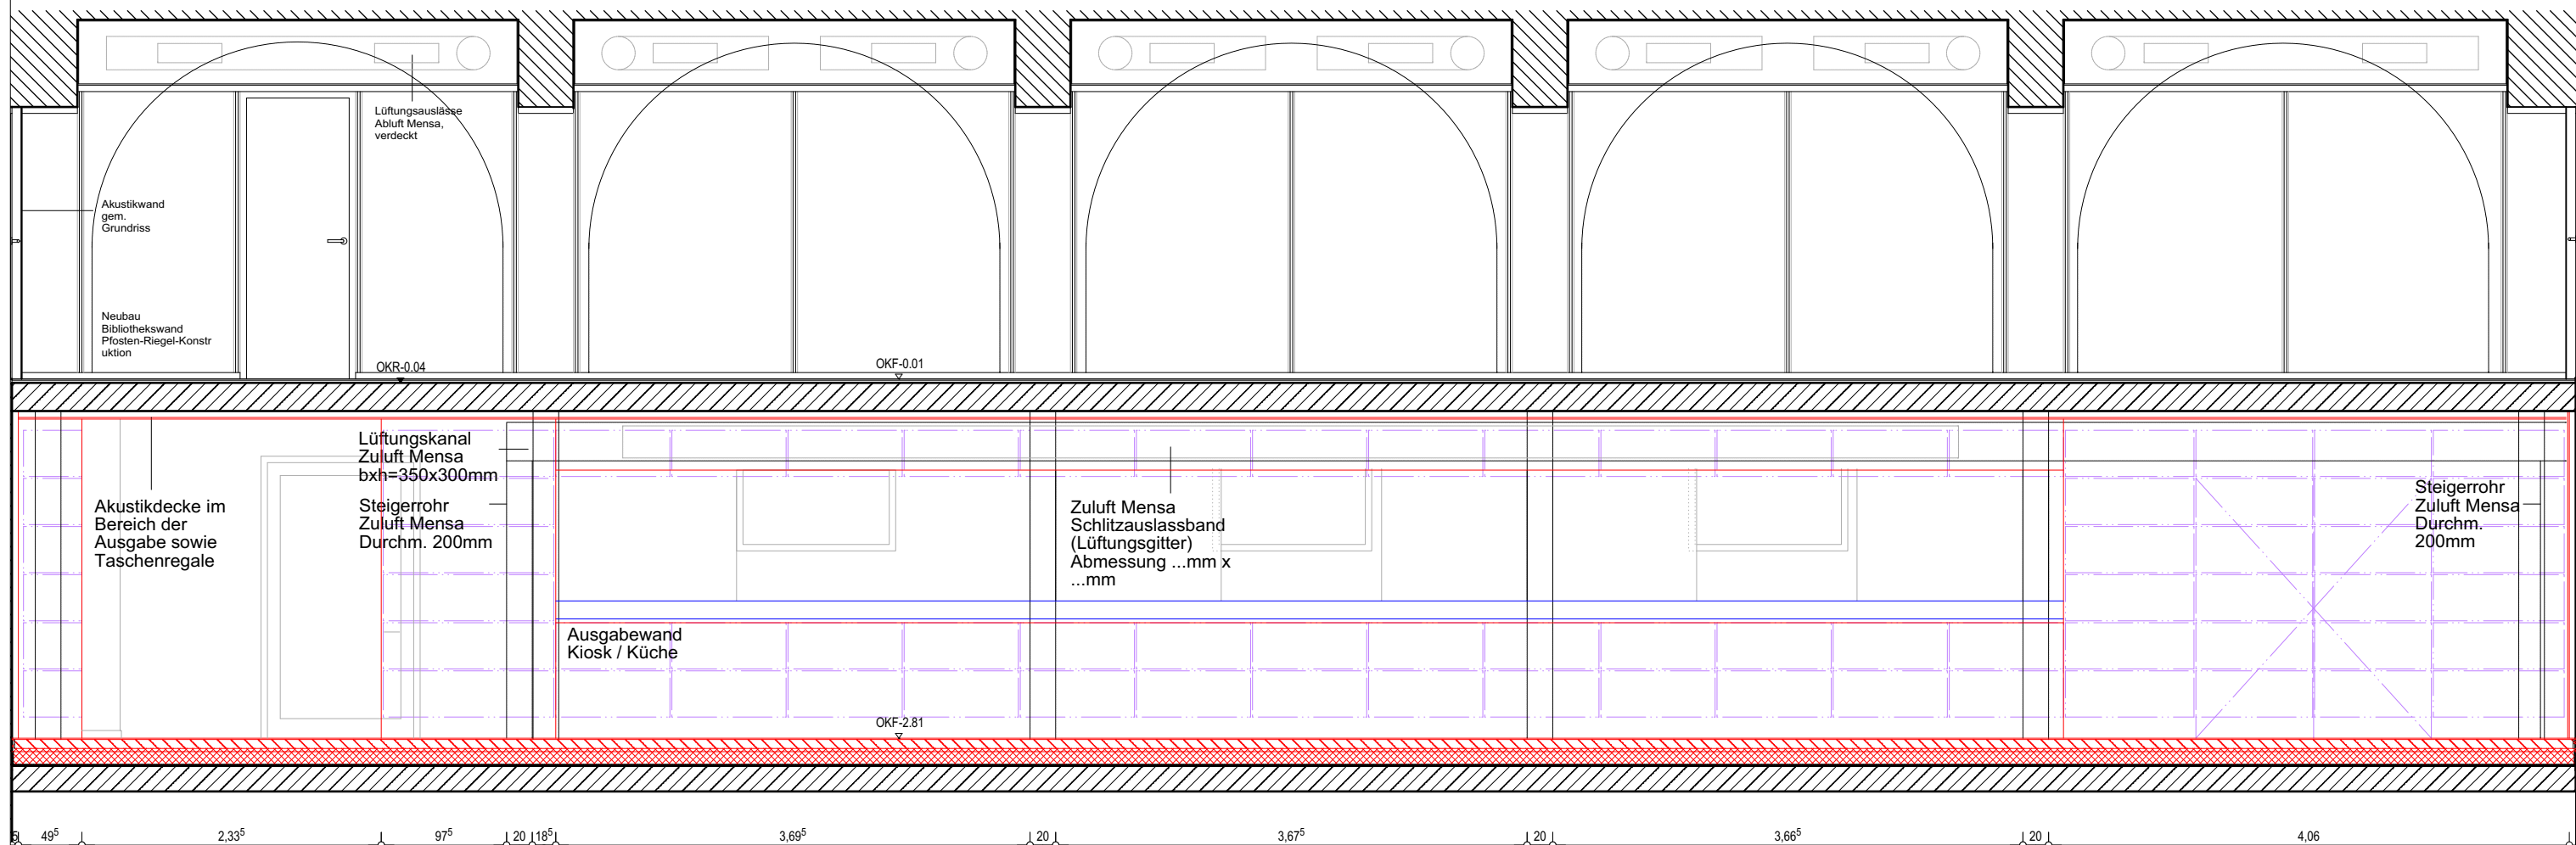 Lüftungsauslässe
Abluft Mensa,
verdeckt
Akustikwand
gem.
Grundriss
Neubau
Bibliothekswand
Pfosten-Riegel-Konstr
uktion
OKR-0.04
OKF-0.01
Lüftungskanal
Zuluft Mensa
bxh=350x300mm
Steigerrohr
Zuluft Mensa
Durchm. 200mm
Akustikdecke im
Bereich der
Ausgabe sowie
Taschenregale
Zuluft Mensa
Schlitzauslassband
(Lüftungsgitter)
Abmessung ...mm x
...mm
Steigerrohr
Zuluft Mensa
Durchm.
200mm
Ausgabewand
Kiosk / Küche
OKF-2.81
49⁵ 2,33⁵ 97⁵ 20 18⁵ 3,69⁵ 20 3,67⁵ 20 3,66⁵ 20 4,06